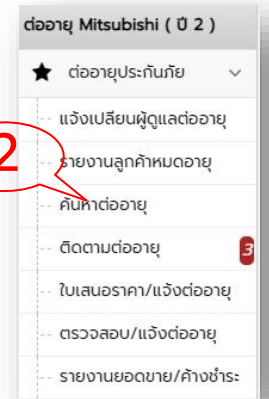 ต่ออายุ Mitsubishi ( ปี 2 )
ต่ออายุประกันภัย
แจ้งเปลี่ยนผู้ดูแลต่ออายุ
2
รายงานลูกค้าหมดอายุ
ค้นหาต่ออายุ
ติดตามต่ออายุ 3
ใบเสนอราคา/แจ้งต่ออายุ
ตรวจสอบ/แจ้งต่ออายุ
รายงานยอดขาย/ค้างชำระ